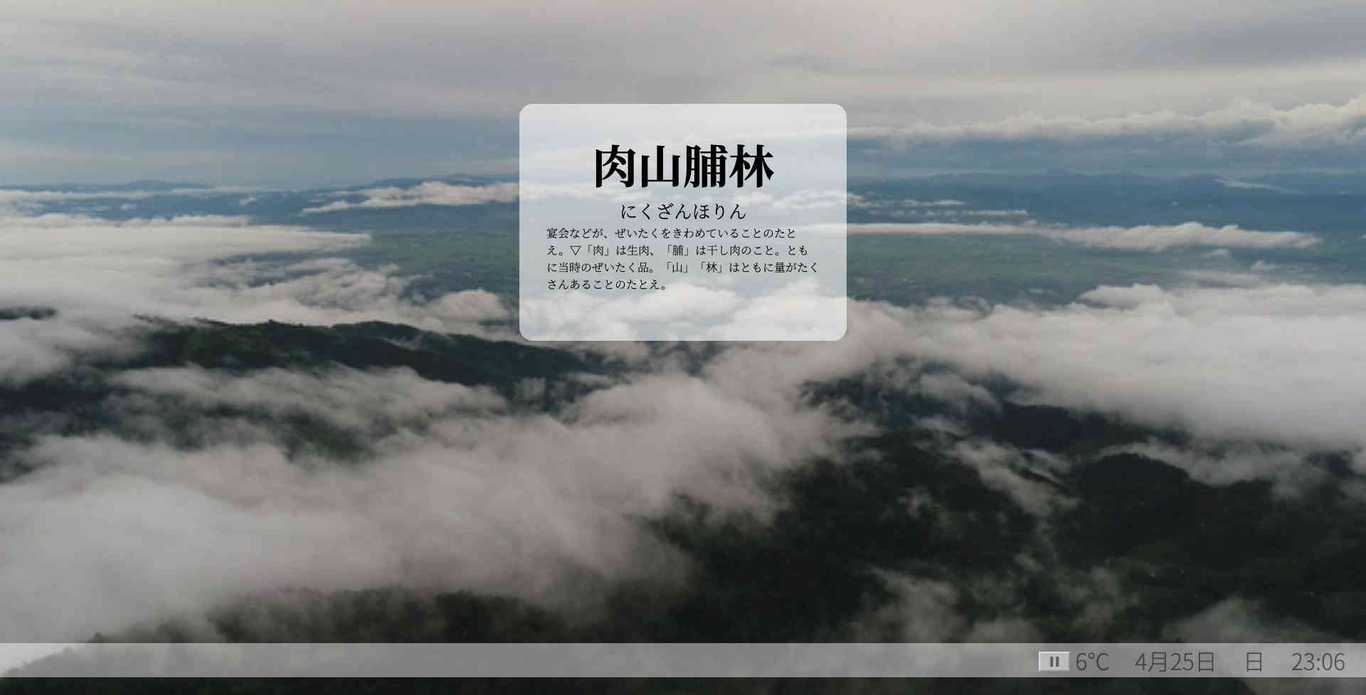 肉山脯林
にくざんほりん
宴会などが、ぜいたくをきわめていることのたと
え。▽「肉」は生肉、「脯」は干し肉のこと。とも
に当時のぜいたく品。「山」「林」はともに量がたく
さんあることのたとえ。
6℃ 4月25日 日 23:06